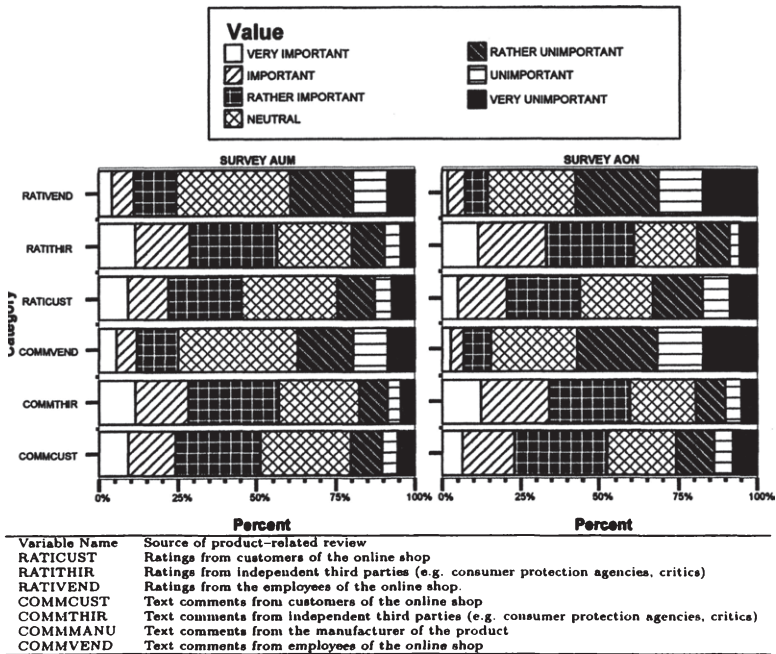 Value
VERY IMPORTANT
IMPORTANT
RATHER IMPORTANT
NEUTRAL
RATHER UNIMPORTANT
UNIMPORTANT
VERY UNIMPORTANT
SURVEY AUM
SURVEY AON
Category
RATIVEND
RATITHIR
RATICUST
COMMVEND
COMMTHIR
COMMCUST
0% 25% 50% 75% 100%
0% 25% 50% 75% 100%
Percent
Percent
Variable Name Source of product-related review
RATICUST Ratings from customers of the online shop
RATITHIR Ratings from independent third parties (e.g. consumer protection agencies, critics)
RATIVEND Ratings from the employees of the online shop.
COMMCUST Text comments from customers of the online shop
COMMTHIR Text comments from independent third parties (e.g. consumer protection agencies, critics)
COMMMANU Text comments from the manufacturer of the product
COMMVEND Text comments from employees of the online shop